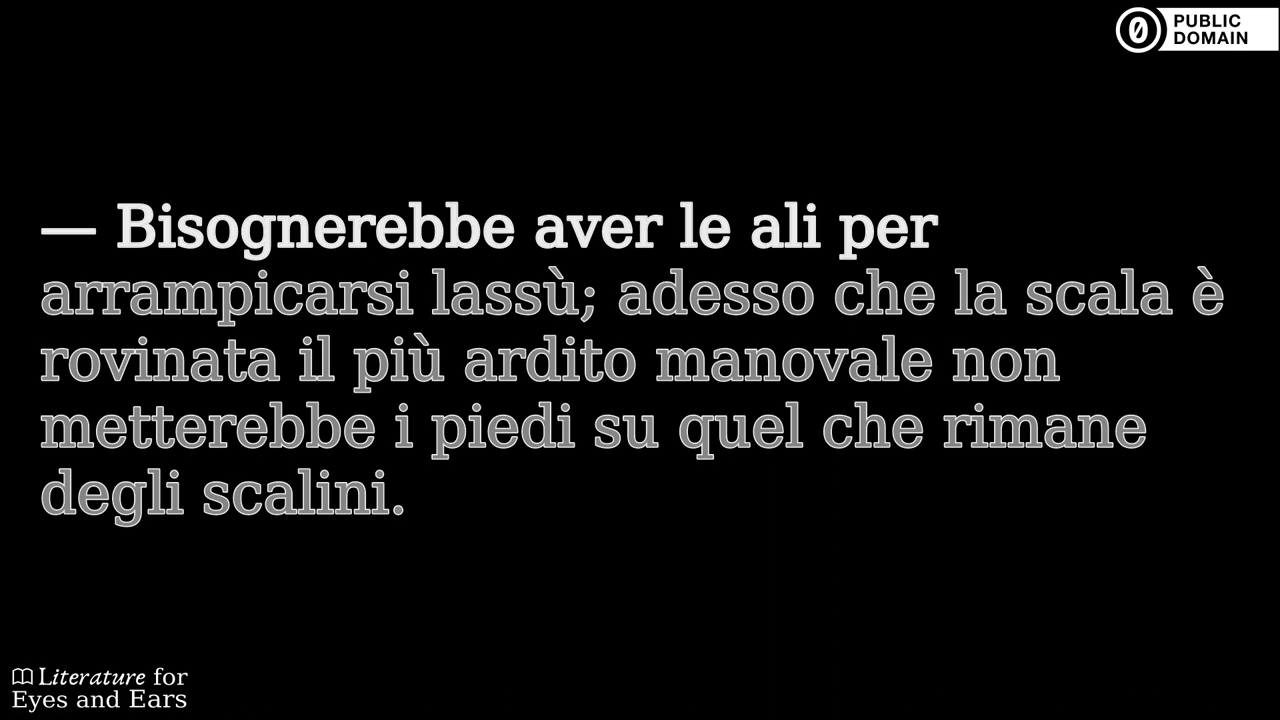 PUBLIC
DOMAIN
— Bisognerebbe aver le ali per
arrampicarsi lassù; adesso che la scala è
rovinata il più ardito manovale non
metterebbe i piedi su quel che rimane
degli scalini.
Literature for
Eyes and Ears